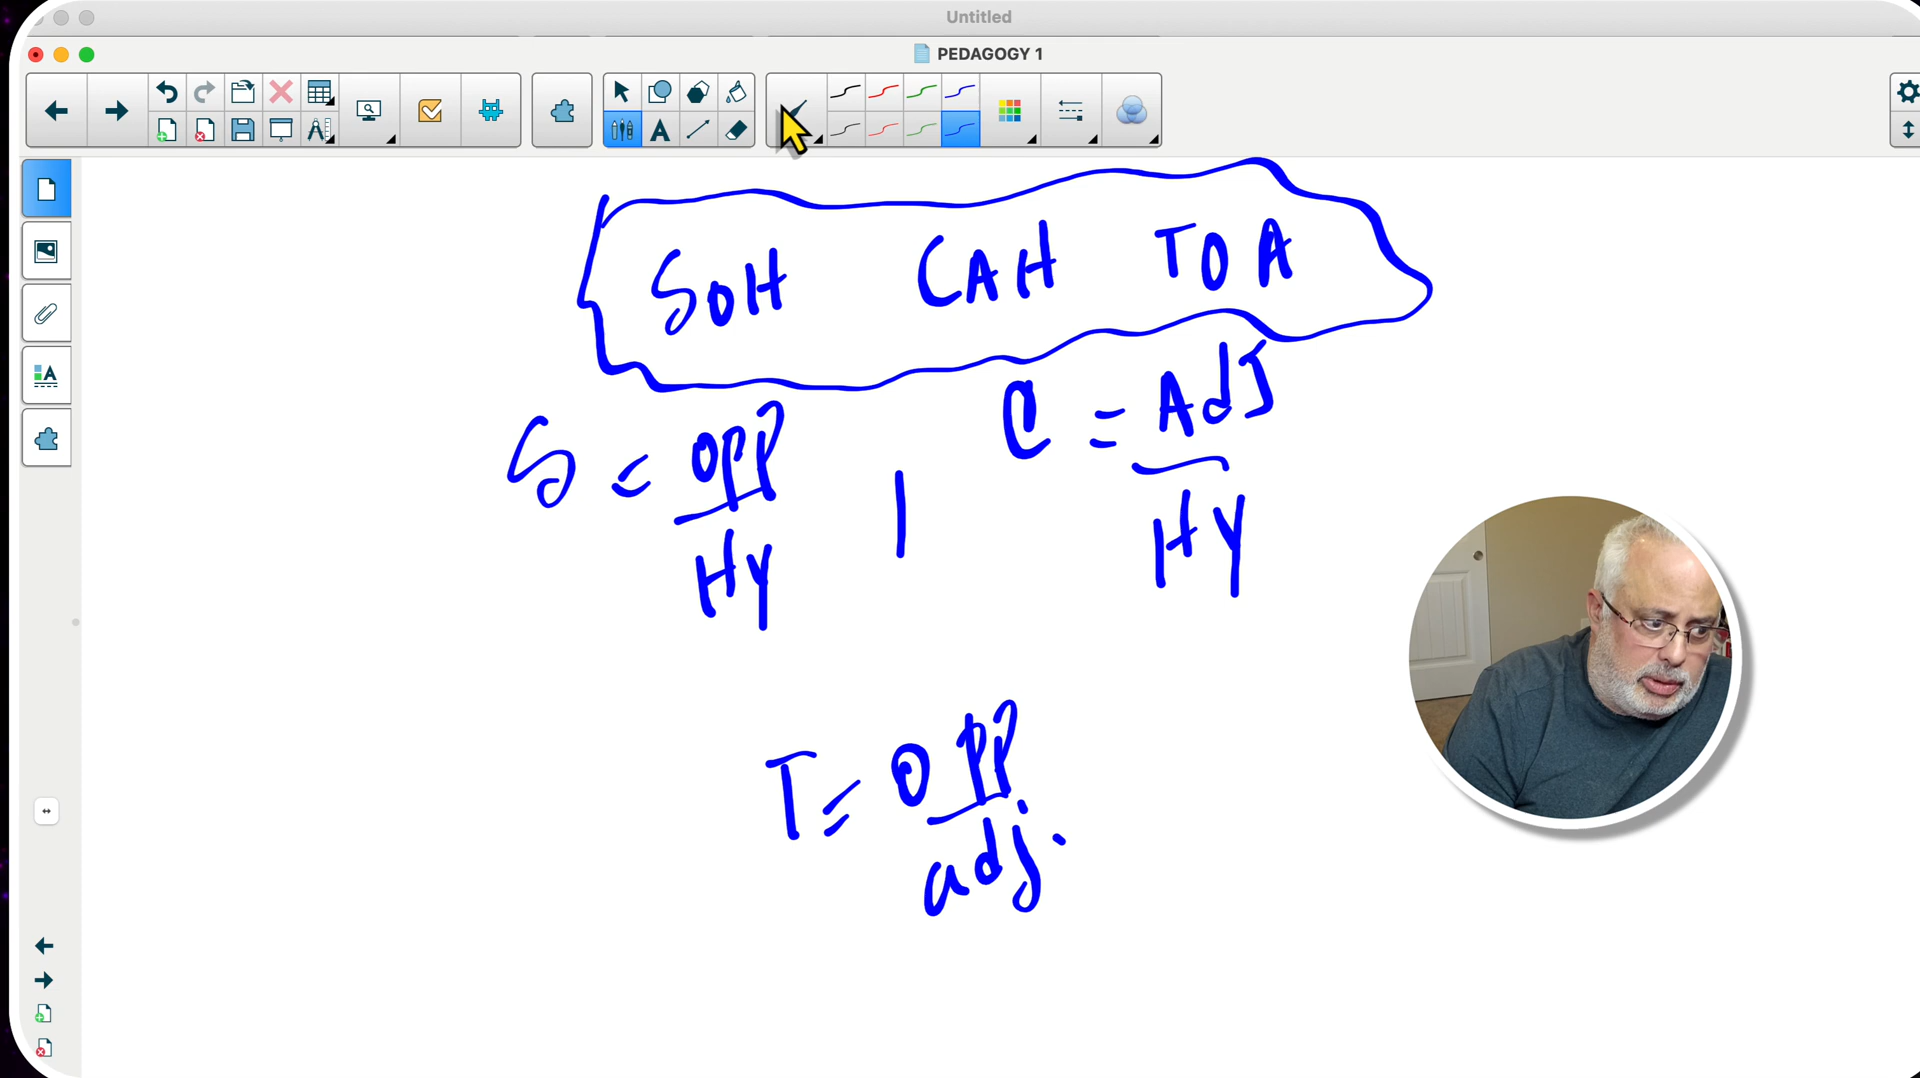 Untitled
PEDAGOGY 1
SOH CAH TOA
S = opp / Hy
C = AdJ / Hy
T = opp / adj.